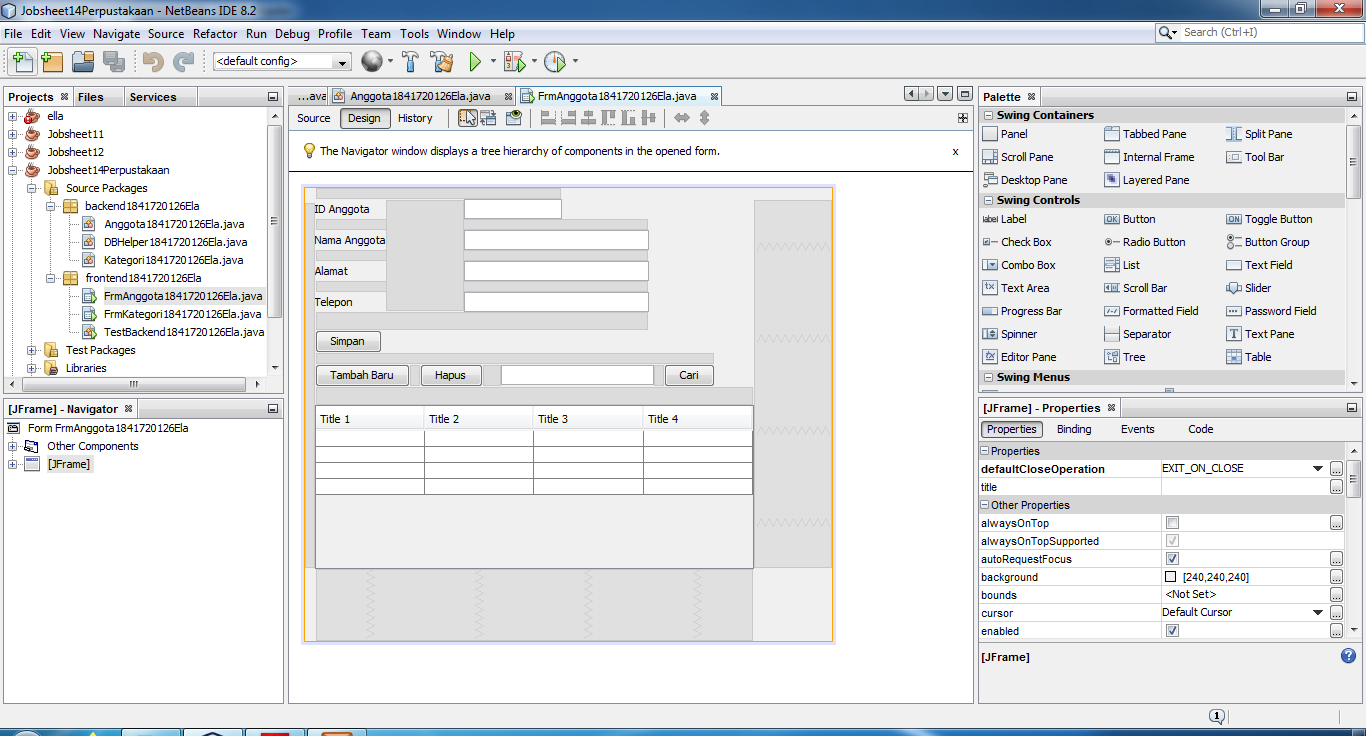 Jobsheet14Perpustakaan - NetBeans IDE 8.2
File Edit View Navigate Source Refactor Run Debug Profile Team Tools Window Help
Search (Ctrl+I)
<default config>
Projects Files Services
ella
Jobsheet11
Jobsheet12
Jobsheet14Perpustakaan
Source Packages
backend1841720126Ela
Anggota1841720126Ela.java
DBHelper1841720126Ela.java
Kategori1841720126Ela.java
frontend1841720126Ela
FrmAnggota1841720126Ela.java
FrmKategori1841720126Ela.java
TestBackend1841720126Ela.java
Test Packages
Libraries
[JFrame] - Navigator
Form FrmAnggota1841720126Ela
Other Components
[JFrame]
...ava Anggota1841720126Ela.java FrmAnggota1841720126Ela.java
Source Design History
The Navigator window displays a tree hierarchy of components in the opened form. x
ID Anggota
Nama Anggota
Alamat
Telepon
Simpan
Tambah Baru Hapus Cari
Title 1 Title 2 Title 3 Title 4
Palette
Swing Containers
Panel Tabbed Pane Split Pane
Scroll Pane Internal Frame Tool Bar
Desktop Pane Layered Pane
Swing Controls
label Label OK Button ON Toggle Button
Check Box Radio Button Button Group
Combo Box List Text Field
Text Area Scroll Bar Slider
Progress Bar Formatted Field Password Field
Spinner Separator Text Pane
Editor Pane Tree Table
Swing Menus
[JFrame] - Properties
Properties Binding Events Code
Properties
defaultCloseOperation EXIT_ON_CLOSE ...
title ...
Other Properties
alwaysOnTop ...
alwaysOnTopSupported
autoRequestFocus ...
background [240,240,240] ...
bounds <Not Set> ...
cursor Default Cursor ...
enabled ...
[JFrame]
1